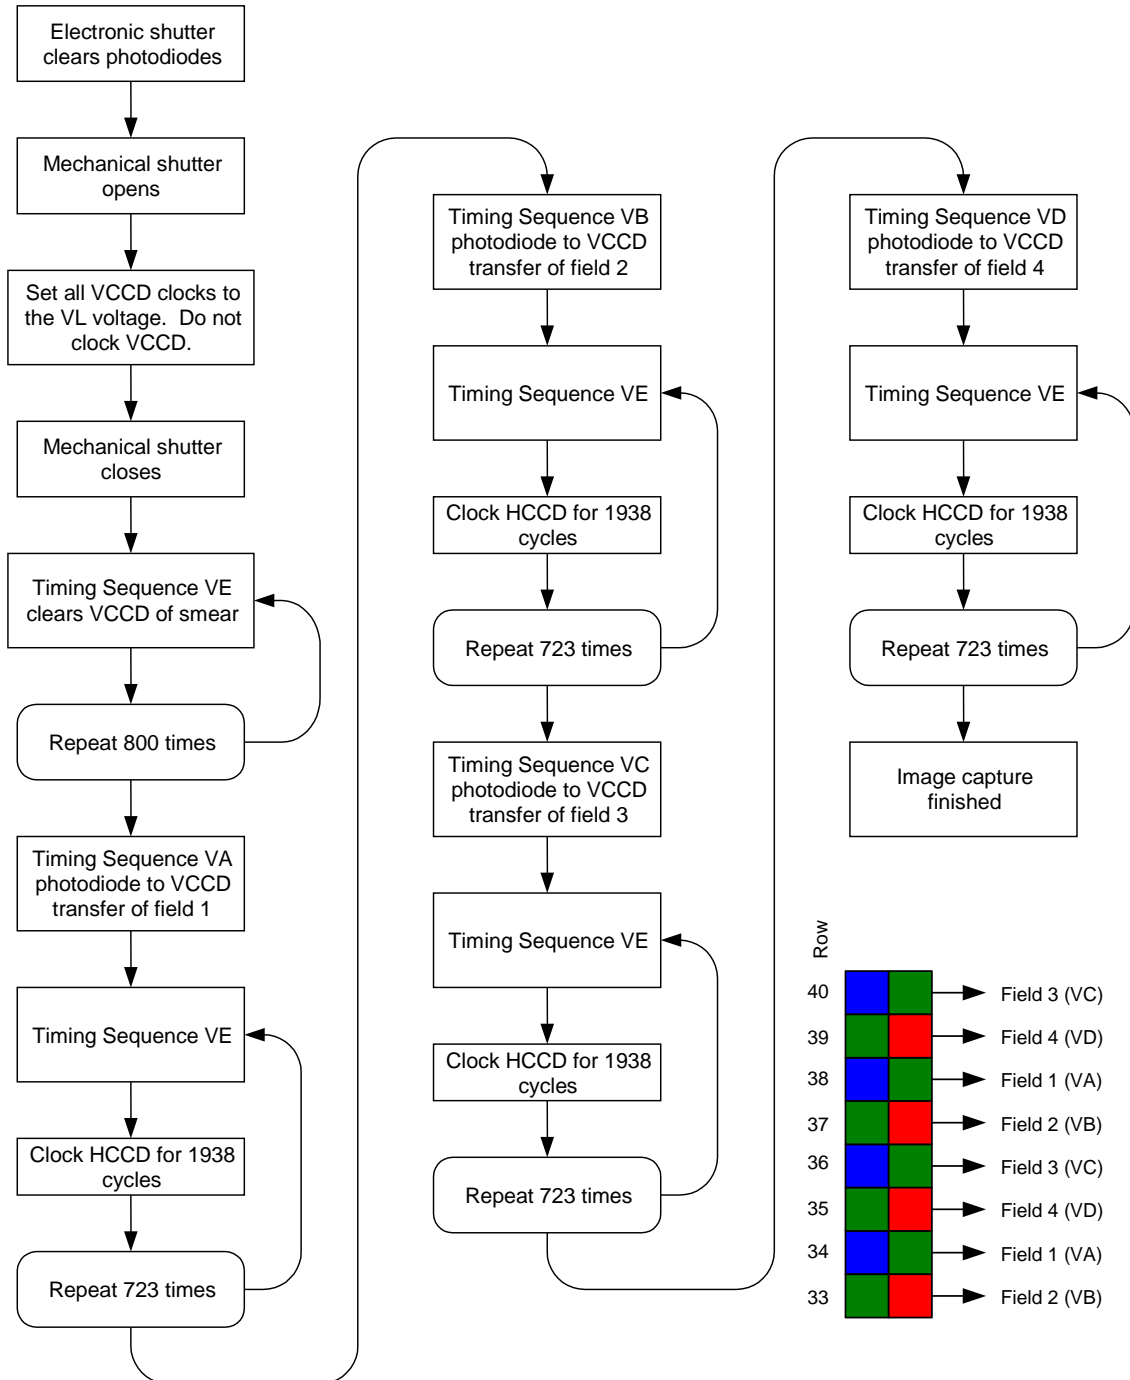 Electronic shutter
clears photodiodes
Mechanical shutter
opens
Set all VCCD clocks to
the VL voltage.  Do not
clock VCCD.
Mechanical shutter
closes
Timing Sequence VE
clears VCCD of smear
Repeat 800 times
Timing Sequence VA
photodiode to VCCD
transfer of field 1
Timing Sequence VE
Clock HCCD for 1938
cycles
Repeat 723 times
Timing Sequence VB
photodiode to VCCD
transfer of field 2
Timing Sequence VE
Clock HCCD for 1938
cycles
Repeat 723 times
Timing Sequence VC
photodiode to VCCD
transfer of field 3
Timing Sequence VE
Clock HCCD for 1938
cycles
Repeat 723 times
Timing Sequence VD
photodiode to VCCD
transfer of field 4
Timing Sequence VE
Clock HCCD for 1938
cycles
Repeat 723 times
Image capture
finished
Row
40 Field 3 (VC)
39 Field 4 (VD)
38 Field 1 (VA)
37 Field 2 (VB)
36 Field 3 (VC)
35 Field 4 (VD)
34 Field 1 (VA)
33 Field 2 (VB)